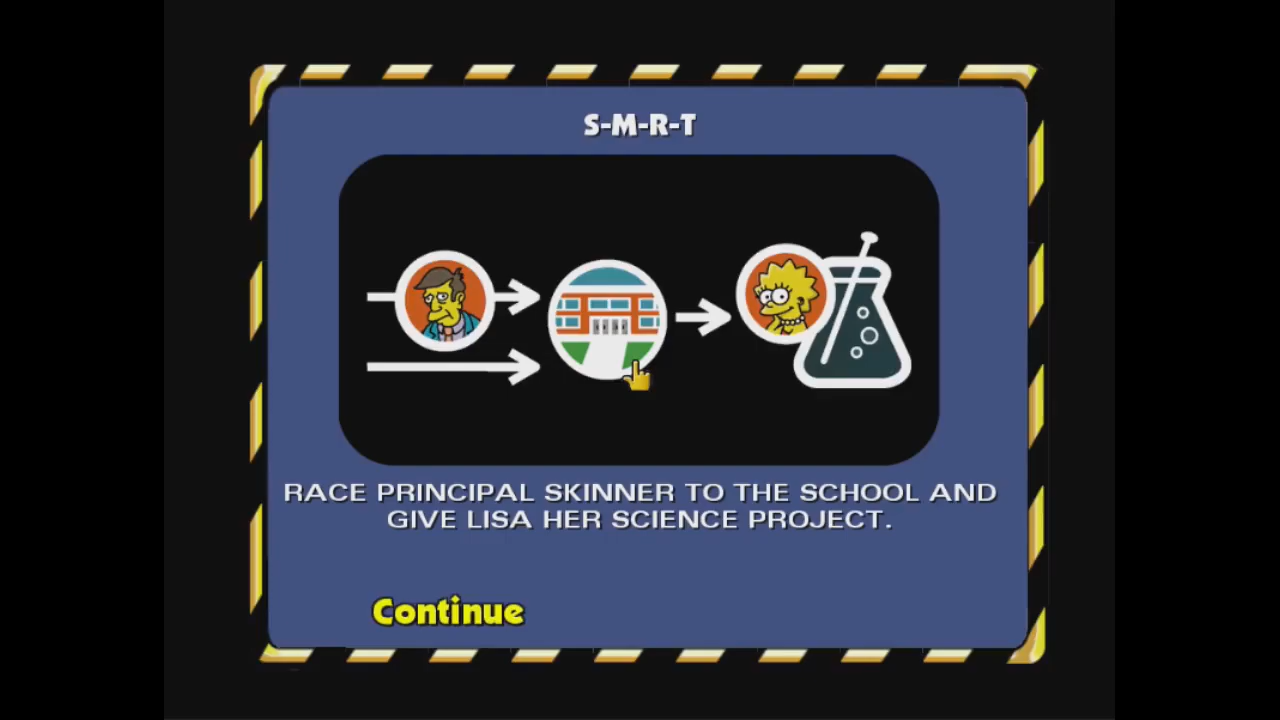 S-M-R-T
RACE PRINCIPAL SKINNER TO THE SCHOOL AND
GIVE LISA HER SCIENCE PROJECT.
Continue